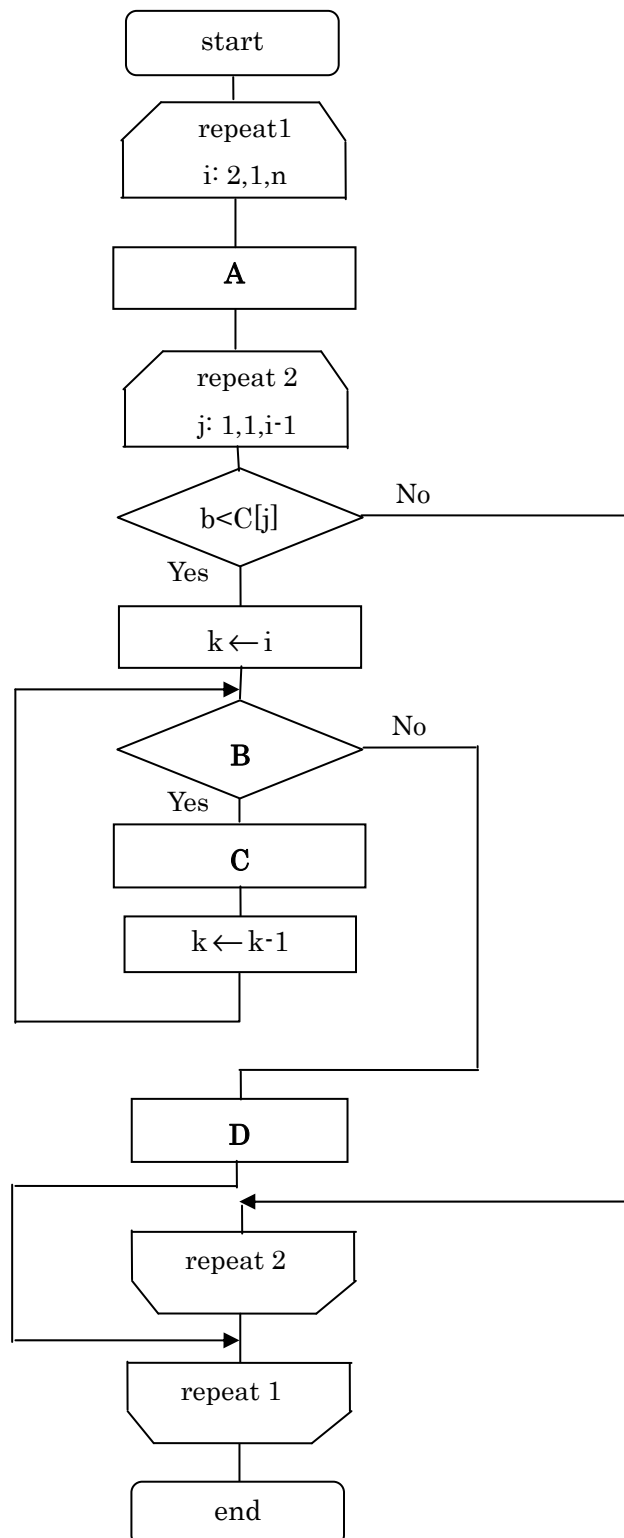 start
repeat1
i: 2,1,n
A
repeat 2
j: 1,1,i-1
b<C[j]
No
Yes
k←i
B
No
Yes
C
k←k-1
D
repeat 2
repeat 1
end